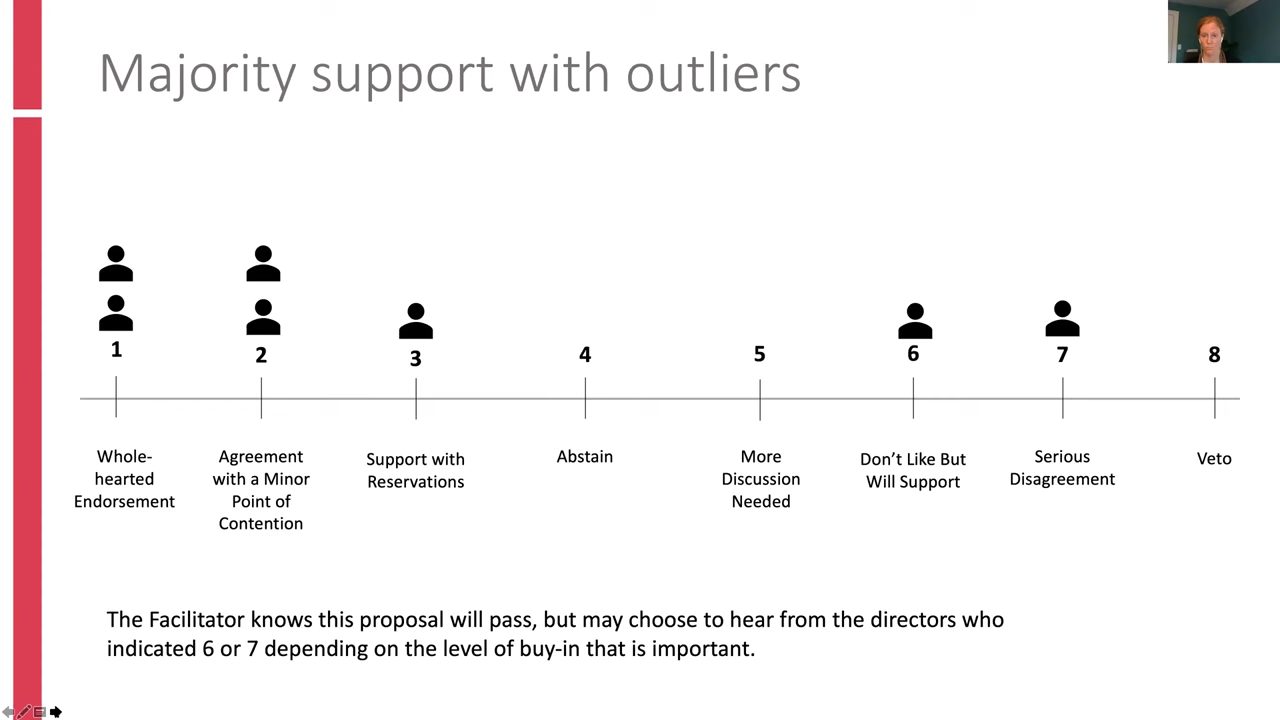 Majority support with outliers
1
2
3
4
5
6
7
8
Whole-
hearted
Endorsement
Agreement
with a Minor
Point of
Contention
Support with
Reservations
Abstain
More
Discussion
Needed
Don’t Like But
Will Support
Serious
Disagreement
Veto
The Facilitator knows this proposal will pass, but may choose to hear from the directors who
indicated 6 or 7 depending on the level of buy-in that is important.